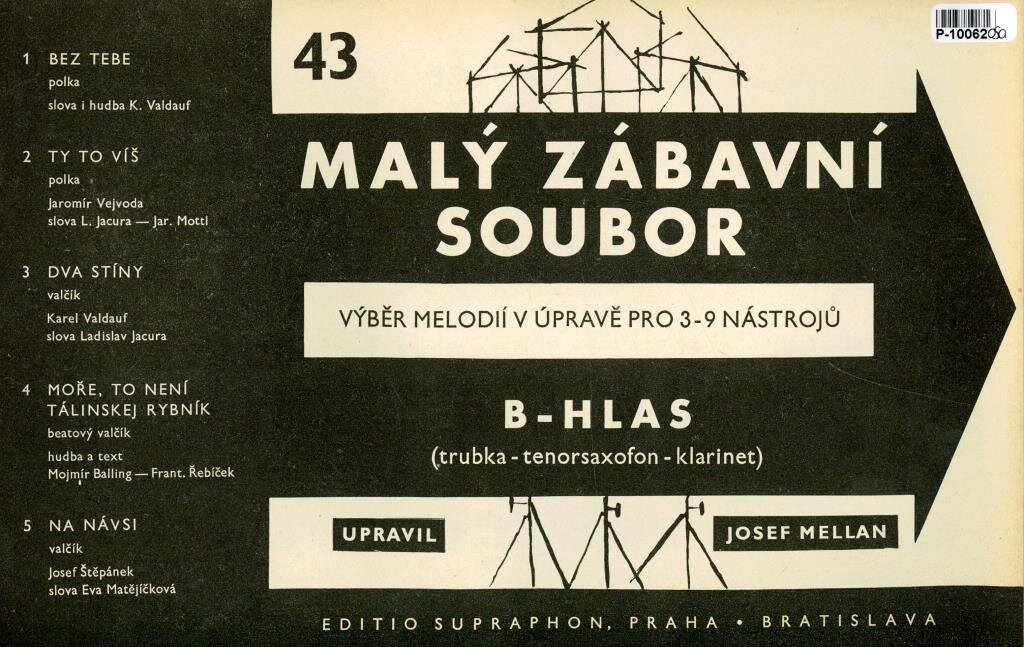 1 BEZ TEBE
polka
slova i hudba K. Valdauf
2 TY TO VÍŠ
polka
Jaromír Vejvoda
slova L. Jacura — Jar. Mottl
3 DVA STÍNY
valčík
Karel Valdauf
slova Ladislav Jacura
4 MOŘE, TO NENÍ
TÁLINSKEJ RYBNÍK
beatový valčík
hudba a text
Mojmír Balling — Frant. Řebíček
5 NA NÁVSI
valčík
Josef Štěpánek
slova Eva Matějíčková
43
P-10062
MALÝ ZÁBAVNÍ
SOUBOR
VÝBĚR MELODIÍ V ÚPRAVĚ PRO 3-9 NÁSTROJŮ
B-HLAS
(trubka - tenorsaxofon - klarinet)
UPRAVIL
JOSEF MELLAN
EDITIO SUPRAPHON, PRAHA • BRATISLAVA